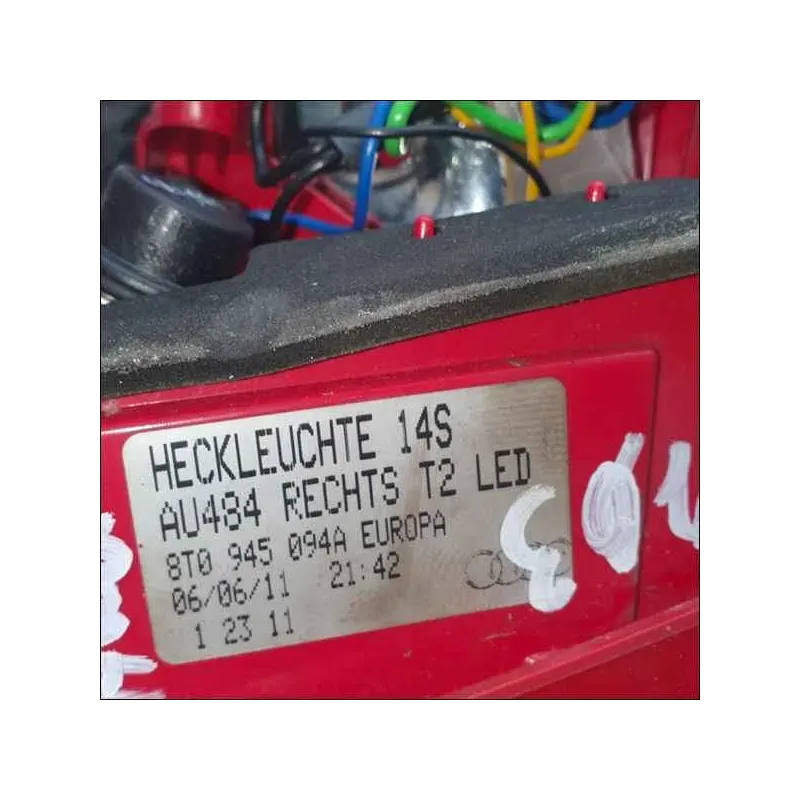 HECKLEUCHTE 14S
AU484 RECHTS T2 LED
8T0 945 094A EUROPA
06/06/11 21:42
1 23 11